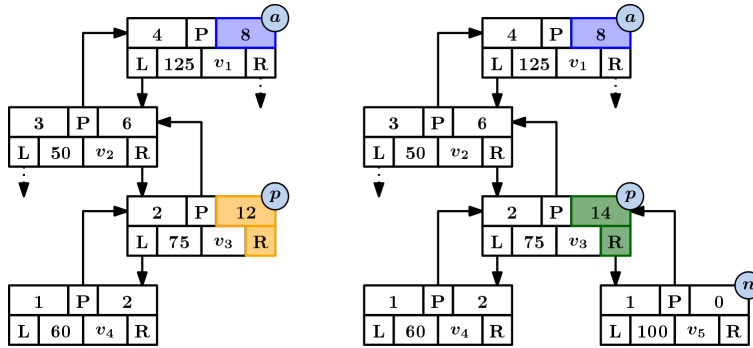 a
4 P 8
L 125 v₁ R
3 P 6
L 50 v₂ R
p
2 P 12
L 75 v₃ R
1 P 2
L 60 v₄ R
a
4 P 8
L 125 v₁ R
3 P 6
L 50 v₂ R
p
2 P 14
L 75 v₃ R
1 P 2
L 60 v₄ R
n
1 P 0
L 100 v₅ R